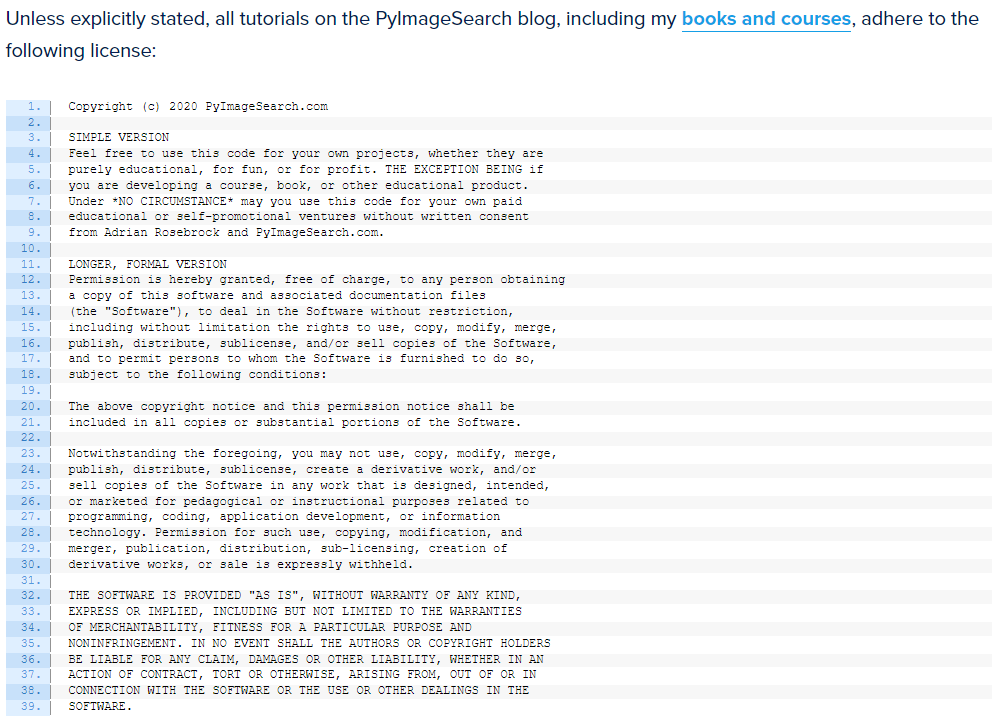 Unless explicitly stated, all tutorials on the PyImageSearch blog, including my books and courses, adhere to the
following license:
1. Copyright (c) 2020 PyImageSearch.com
2.
3. SIMPLE VERSION
4. Feel free to use this code for your own projects, whether they are
5. purely educational, for fun, or for profit. THE EXCEPTION BEING if
6. you are developing a course, book, or other educational product.
7. Under *NO CIRCUMSTANCE* may you use this code for your own paid
8. educational or self-promotional ventures without written consent
9. from Adrian Rosebrock and PyImageSearch.com.
10.
11. LONGER, FORMAL VERSION
12. Permission is hereby granted, free of charge, to any person obtaining
13. a copy of this software and associated documentation files
14. (the "Software"), to deal in the Software without restriction,
15. including without limitation the rights to use, copy, modify, merge,
16. publish, distribute, sublicense, and/or sell copies of the Software,
17. and to permit persons to whom the Software is furnished to do so,
18. subject to the following conditions:
19.
20. The above copyright notice and this permission notice shall be
21. included in all copies or substantial portions of the Software.
22.
23. Notwithstanding the foregoing, you may not use, copy, modify, merge,
24. publish, distribute, sublicense, create a derivative work, and/or
25. sell copies of the Software in any work that is designed, intended,
26. or marketed for pedagogical or instructional purposes related to
27. programming, coding, application development, or information
28. technology. Permission for such use, copying, modification, and
29. merger, publication, distribution, sub-licensing, creation of
30. derivative works, or sale is expressly withheld.
31.
32. THE SOFTWARE IS PROVIDED "AS IS", WITHOUT WARRANTY OF ANY KIND,
33. EXPRESS OR IMPLIED, INCLUDING BUT NOT LIMITED TO THE WARRANTIES
34. OF MERCHANTABILITY, FITNESS FOR A PARTICULAR PURPOSE AND
35. NONINFRINGEMENT. IN NO EVENT SHALL THE AUTHORS OR COPYRIGHT HOLDERS
36. BE LIABLE FOR ANY CLAIM, DAMAGES OR OTHER LIABILITY, WHETHER IN AN
37. ACTION OF CONTRACT, TORT OR OTHERWISE, ARISING FROM, OUT OF OR IN
38. CONNECTION WITH THE SOFTWARE OR THE USE OR OTHER DEALINGS IN THE
39. SOFTWARE.